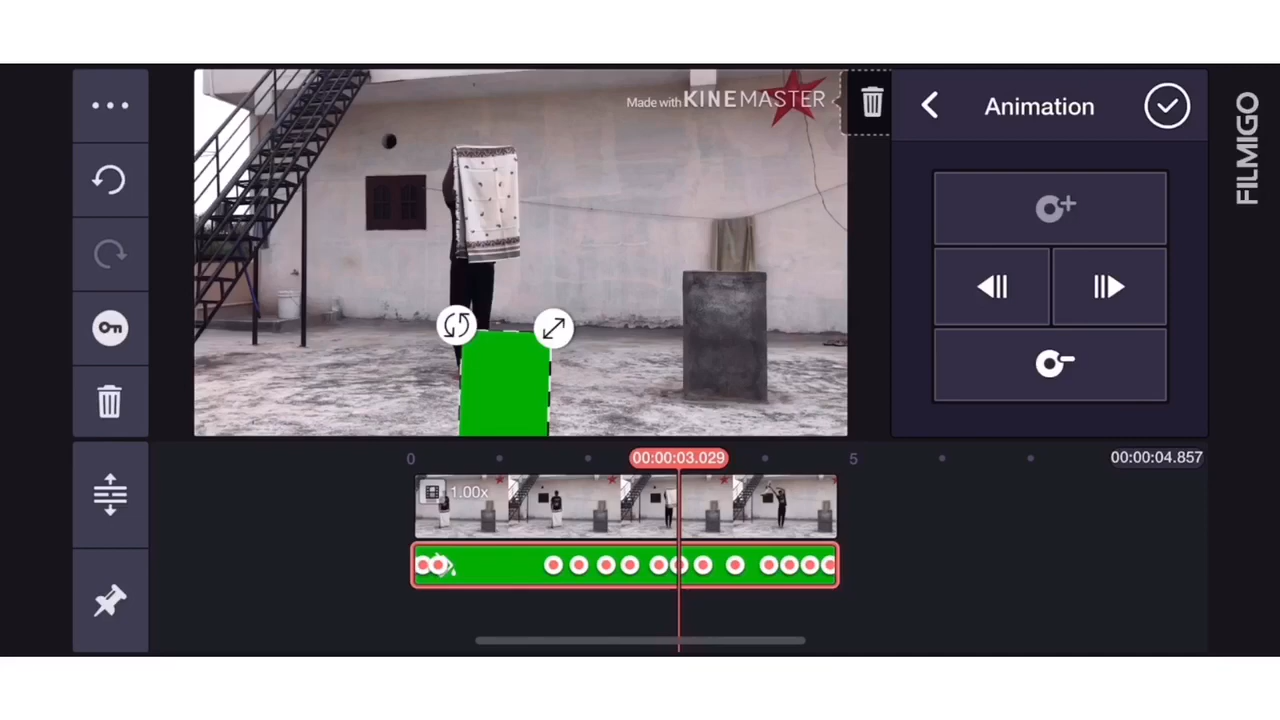 Made with KINEMASTER
Animation
FILMIGO
0
00:00:03.029
5
00:00:04.857
1.00x